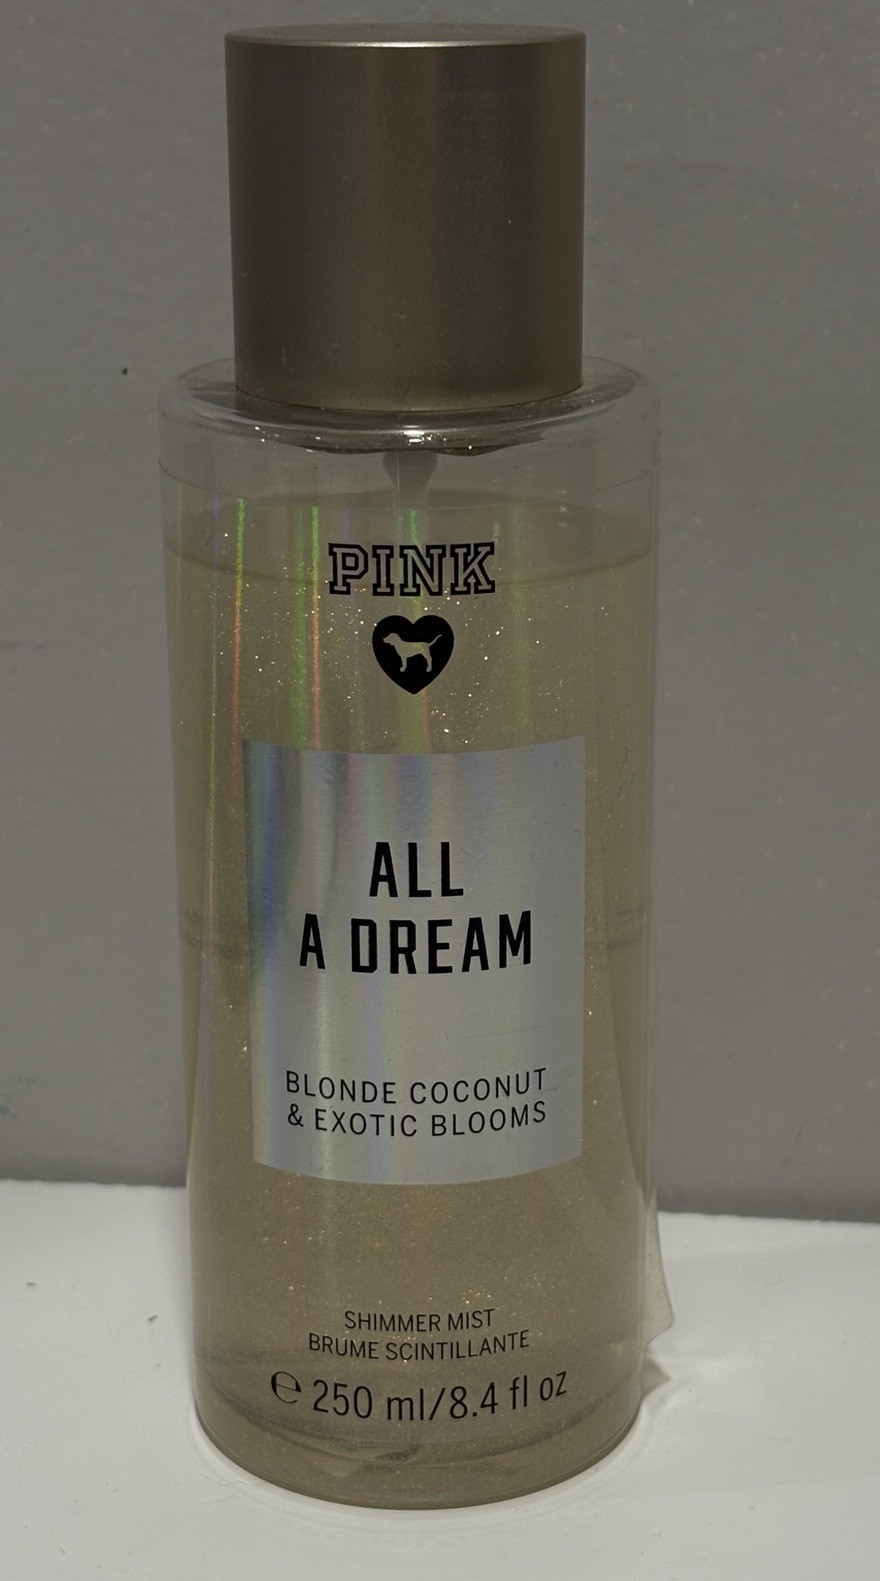 PINK
ALL
A DREAM
BLONDE COCONUT
& EXOTIC BLOOMS
SHIMMER MIST
BRUME SCINTILLANTE
℮ 250 ml/8.4 fl oz